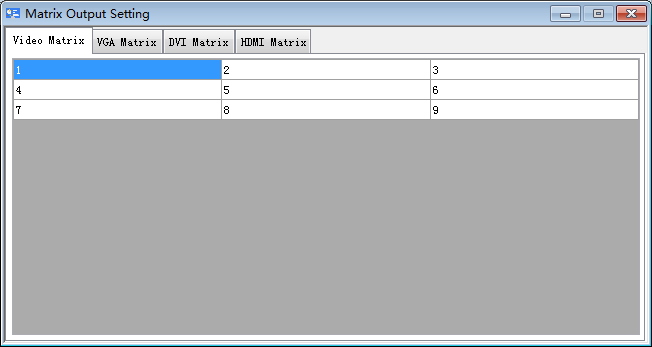 Matrix Output Setting
Video Matrix VGA Matrix DVI Matrix HDMI Matrix
1 2 3
4 5 6
7 8 9